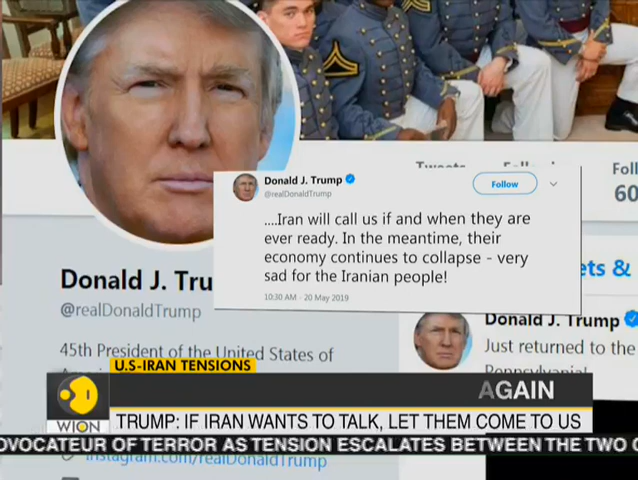 Donald J. Trump
@realDonaldTrump
Follow
....Iran will call us if and when they are
ever ready. In the meantime, their
economy continues to collapse - very
sad for the Iranian people!
10:30 AM - 20 May 2019
Tweets
Foll
60
Donald J. Tru
@realDonaldTrump
45th President of the United States of
ets &
Donald J. Trump
Just returned to the
Pennsylvania!
instagram.com/realDonaldTrump
U.S-IRAN TENSIONS
AGAIN
WION
TRUMP: IF IRAN WANTS TO TALK, LET THEM COME TO US
OVOCATEUR OF TERROR AS TENSION ESCALATES BETWEEN THE TWO C